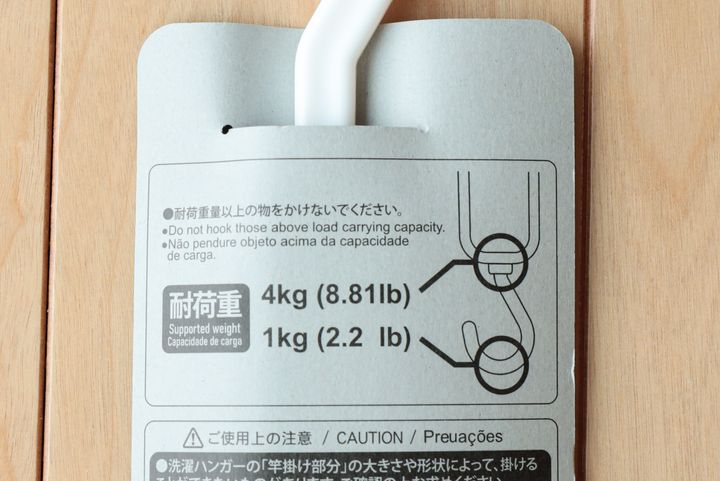 ●耐荷重量以上の物をかけないでください。
●Do not hook those above load carrying capacity.
●Não pendure objeto acima da capacidade
de carga.
耐荷重
Supported weight
Capacidade de carga
4kg (8.81lb)
1kg (2.2 lb)
⚠ご使用上の注意 / CAUTION / Preuações
●洗濯ハンガーの「竿掛け部分」の大きさや形状によって、掛ける